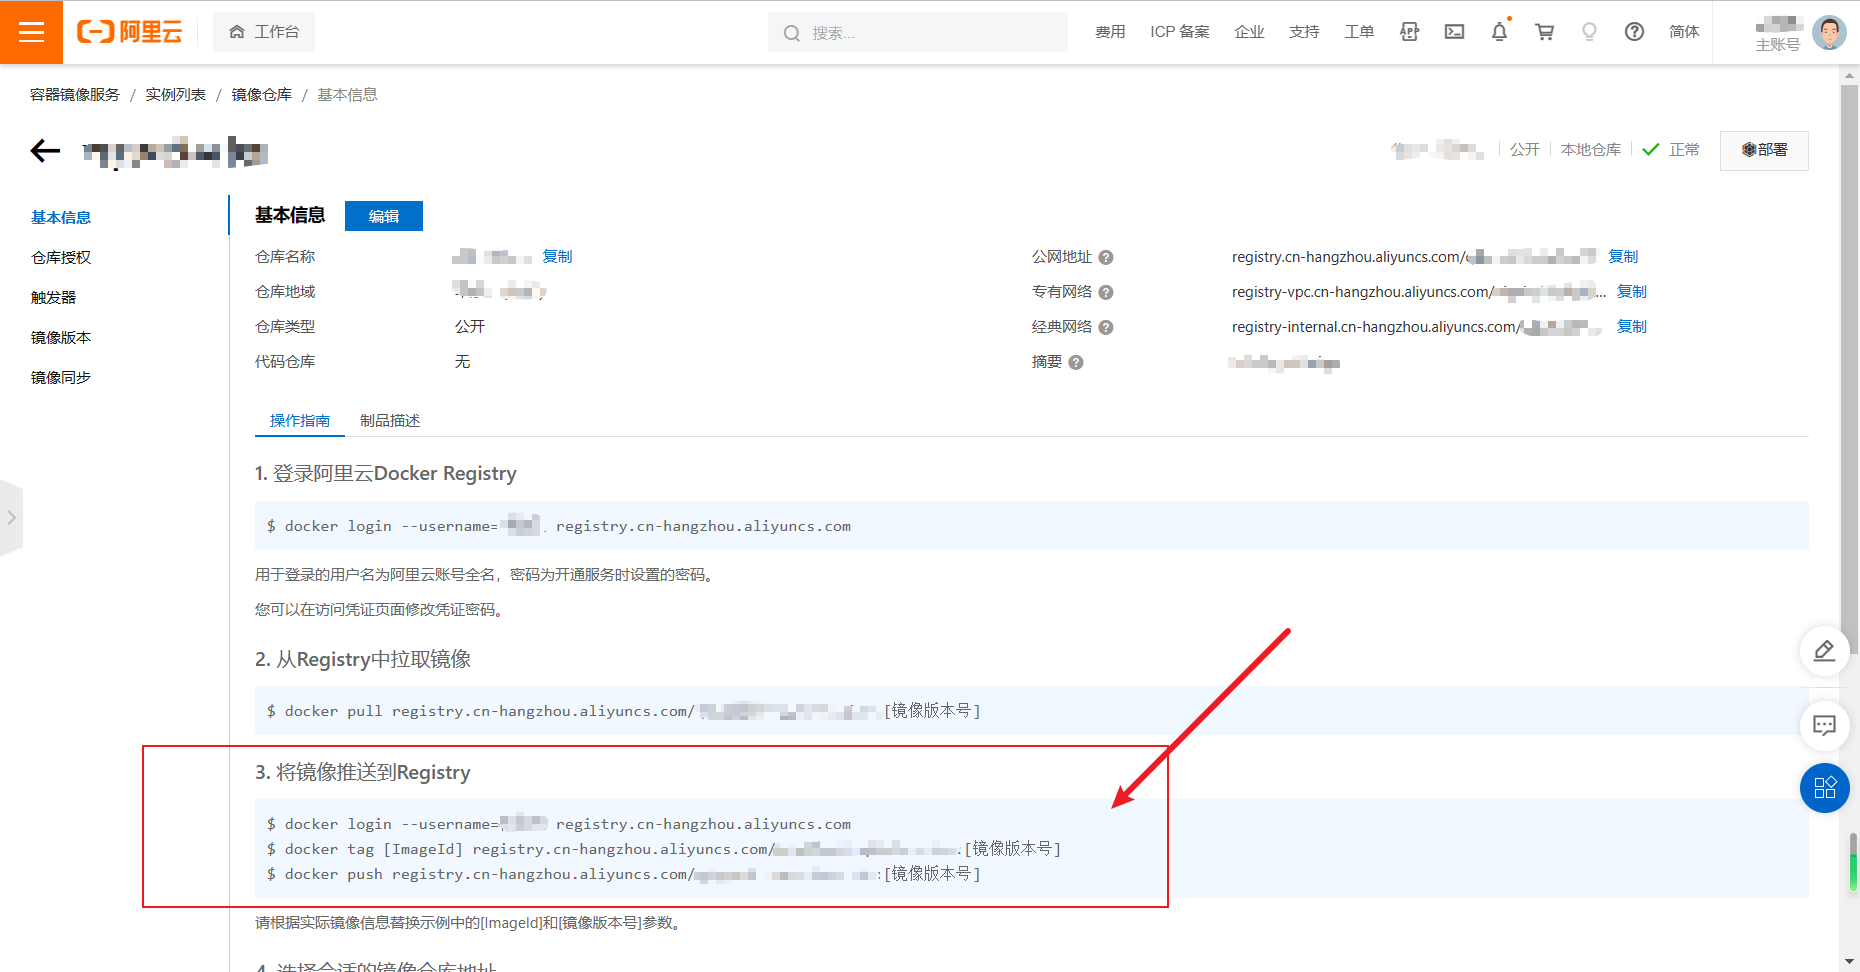 阿里云
工作台
搜索...
费用
ICP 备案
企业
支持
工单
APP
简体
主账号
容器镜像服务 / 实例列表 / 镜像仓库 / 基本信息
公开
本地仓库
正常
部署
基本信息
仓库授权
触发器
镜像版本
镜像同步
基本信息
编辑
仓库名称
复制
公网地址
registry.cn-hangzhou.aliyuncs.com/
复制
仓库地域
专有网络
registry-vpc.cn-hangzhou.aliyuncs.com/
...
复制
仓库类型
公开
经典网络
registry-internal.cn-hangzhou.aliyuncs.com/
复制
代码仓库
无
摘要
操作指南
制品描述
1. 登录阿里云Docker Registry
$ docker login --username= registry.cn-hangzhou.aliyuncs.com
用于登录的用户名为阿里云账号全名，密码为开通服务时设置的密码。
您可以在访问凭证页面修改凭证密码。
2. 从Registry中拉取镜像
$ docker pull registry.cn-hangzhou.aliyuncs.com/ [镜像版本号]
3. 将镜像推送到Registry
$ docker login --username= registry.cn-hangzhou.aliyuncs.com
$ docker tag [ImageId] registry.cn-hangzhou.aliyuncs.com/ :[镜像版本号]
$ docker push registry.cn-hangzhou.aliyuncs.com/ :[镜像版本号]
请根据实际镜像信息替换示例中的[ImageId]和[镜像版本号]参数。
4. 选择合适的镜像仓库地址